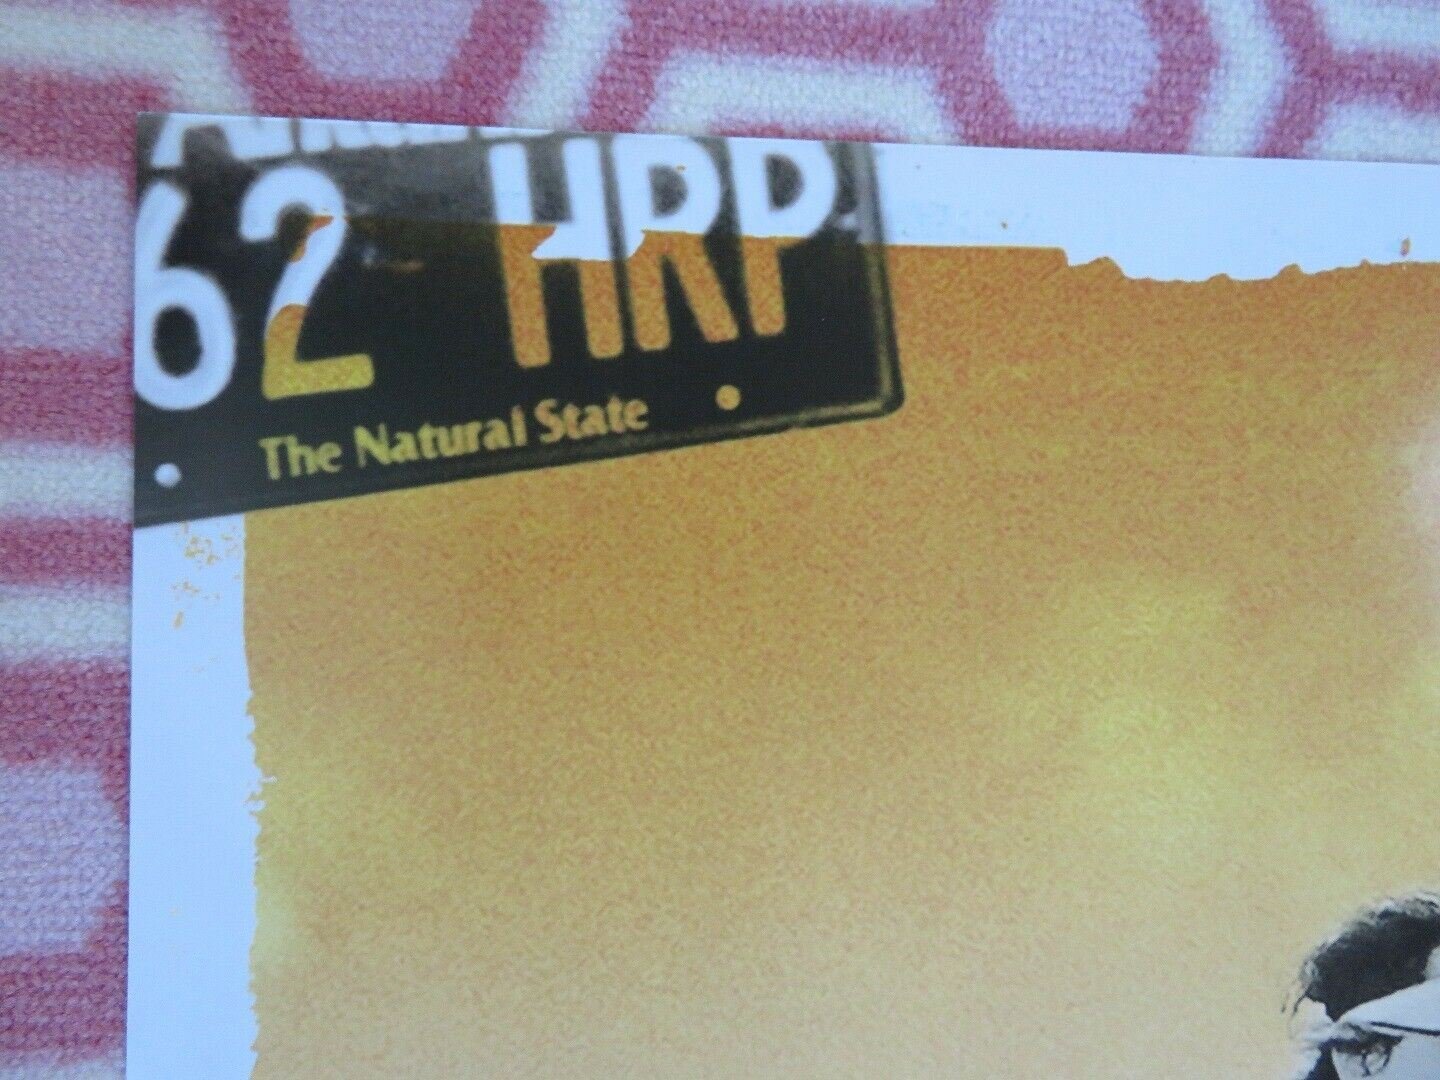 62 HRP
The Natural State